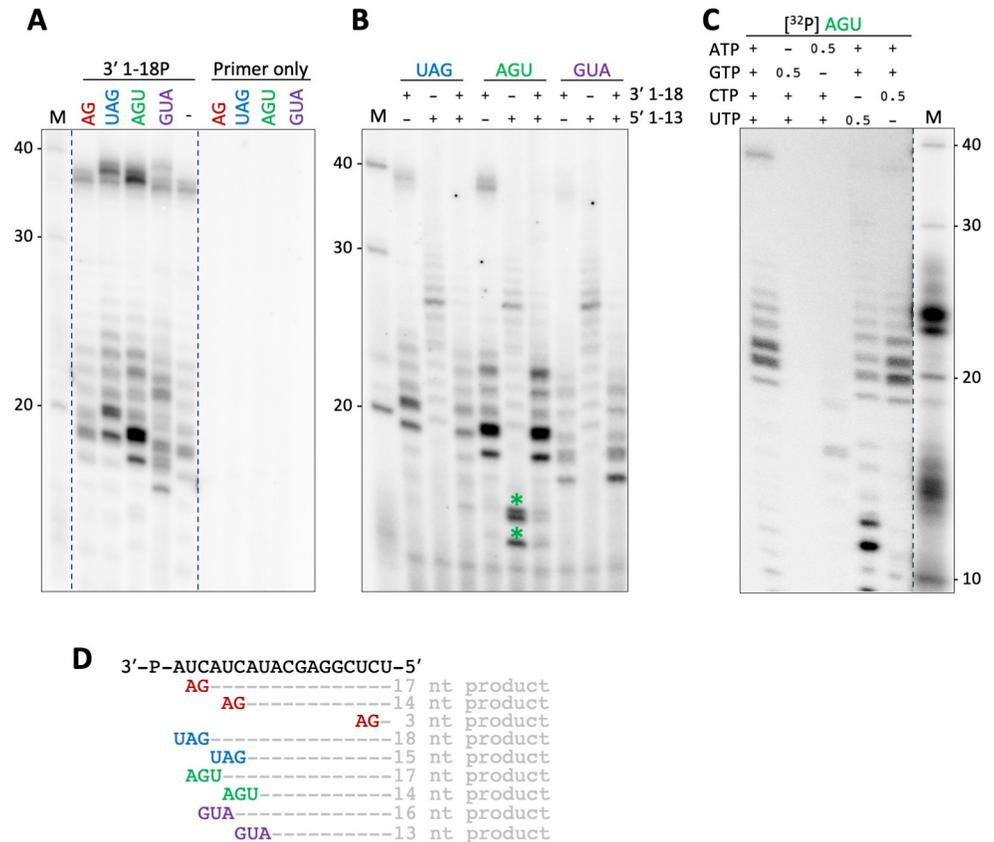 A
3′ 1-18P
Primer only
AG UAG AGU GUA -
AG UAG AGU GUA
M
40
30
20
B
UAG AGU GUA
+ – + + – + + – + 3′ 1-18
– + + – + + – + + 5′ 1-13
M
40
30
20
*
*
C
[³²P] AGU
ATP + – 0.5 + +
GTP + 0.5 – + +
CTP + + + – 0.5
UTP + + + 0.5 –
M
40
30
20
10
D
3′–P–AUCAUCAUACGAGGCUCU–5′
AG---------------17 nt product
AG------------14 nt product
AG- 3 nt product
UAG---------------18 nt product
UAG------------15 nt product
AGU--------------17 nt product
AGU-----------14 nt product
GUA-------------16 nt product
GUA----------13 nt product